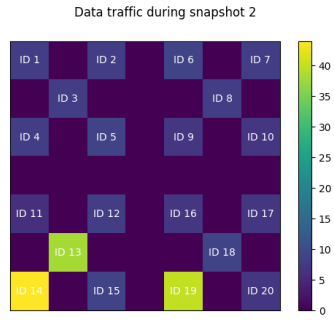 Data traffic during snapshot 2
ID 1 ID 2 ID 6 ID 7
ID 3 ID 8
ID 4 ID 5 ID 9 ID 10
ID 11 ID 12 ID 16 ID 17
ID 13 ID 18
ID 14 ID 15 ID 19 ID 20
40
35
30
25
20
15
10
5
0